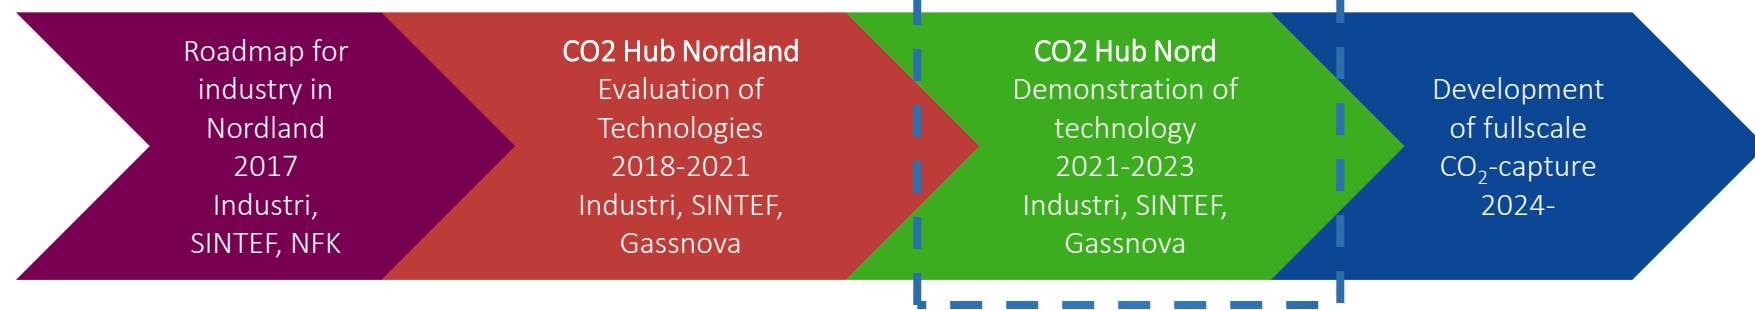 Roadmap for
industry in
Nordland
2017
Industri,
SINTEF, NFK
CO2 Hub Nordland
Evaluation of
Technologies
2018-2021
Industri, SINTEF,
Gassnova
CO2 Hub Nord
Demonstration of
technology
2021-2023
Industri, SINTEF,
Gassnova
Development
of fullscale
CO₂-capture
2024-